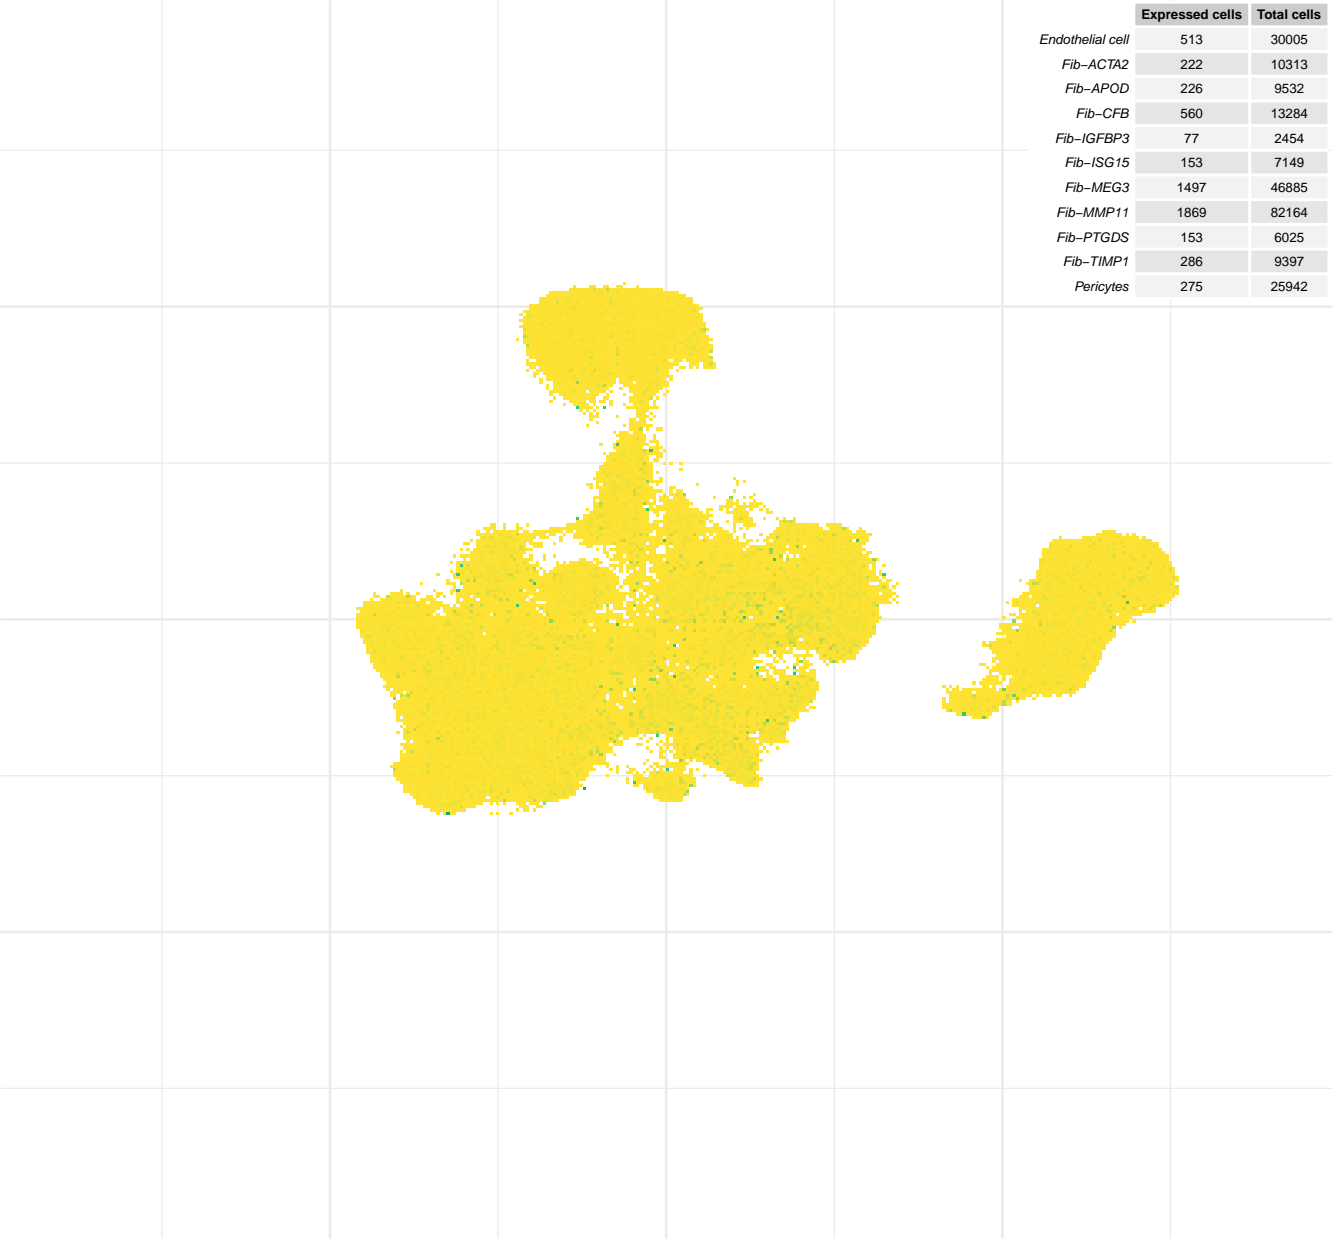 Expressed cells Total cells
Endothelial cell 513 30005
Fib−ACTA2 222 10313
Fib−APOD 226 9532
Fib−CFB 560 13284
Fib−IGFBP3 77 2454
Fib−ISG15 153 7149
Fib−MEG3 1497 46885
Fib−MMP11 1869 82164
Fib−PTGDS 153 6025
Fib−TIMP1 286 9397
Pericytes 275 25942